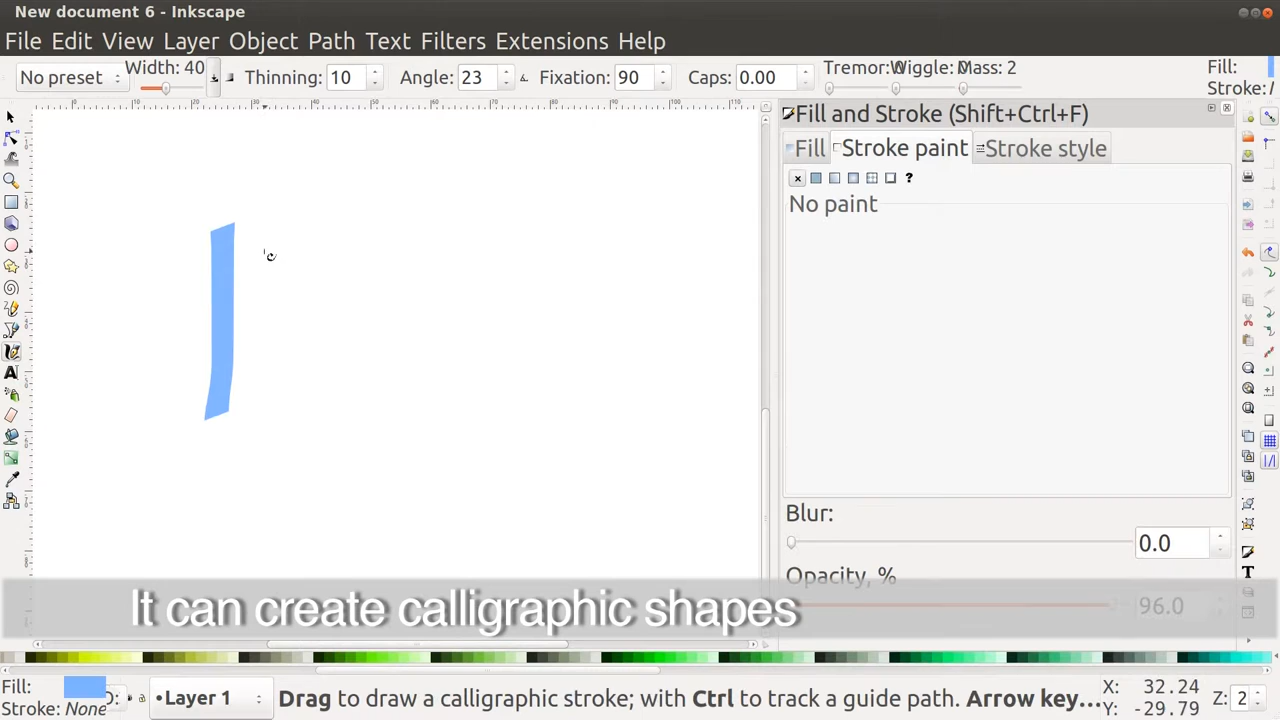 New document 6 - Inkscape
File Edit View Layer Object Path Text Filters Extensions Help
No preset Width: 40 Thinning: 10 Angle: 23 Fixation: 90 Caps: 0.00 Tremor: Wiggle: Mass: 2
Fill:
Stroke:
Fill and Stroke (Shift+Ctrl+F)
Fill Stroke paint Stroke style
?
No paint
Blur:
0.0
Opacity, %
96.0
It can create calligraphic shapes
Fill:
Stroke: None
•Layer 1
Drag to draw a calligraphic stroke; with Ctrl to track a guide path. Arrow key...
X: 32.24
Y: -29.79
Z: 2